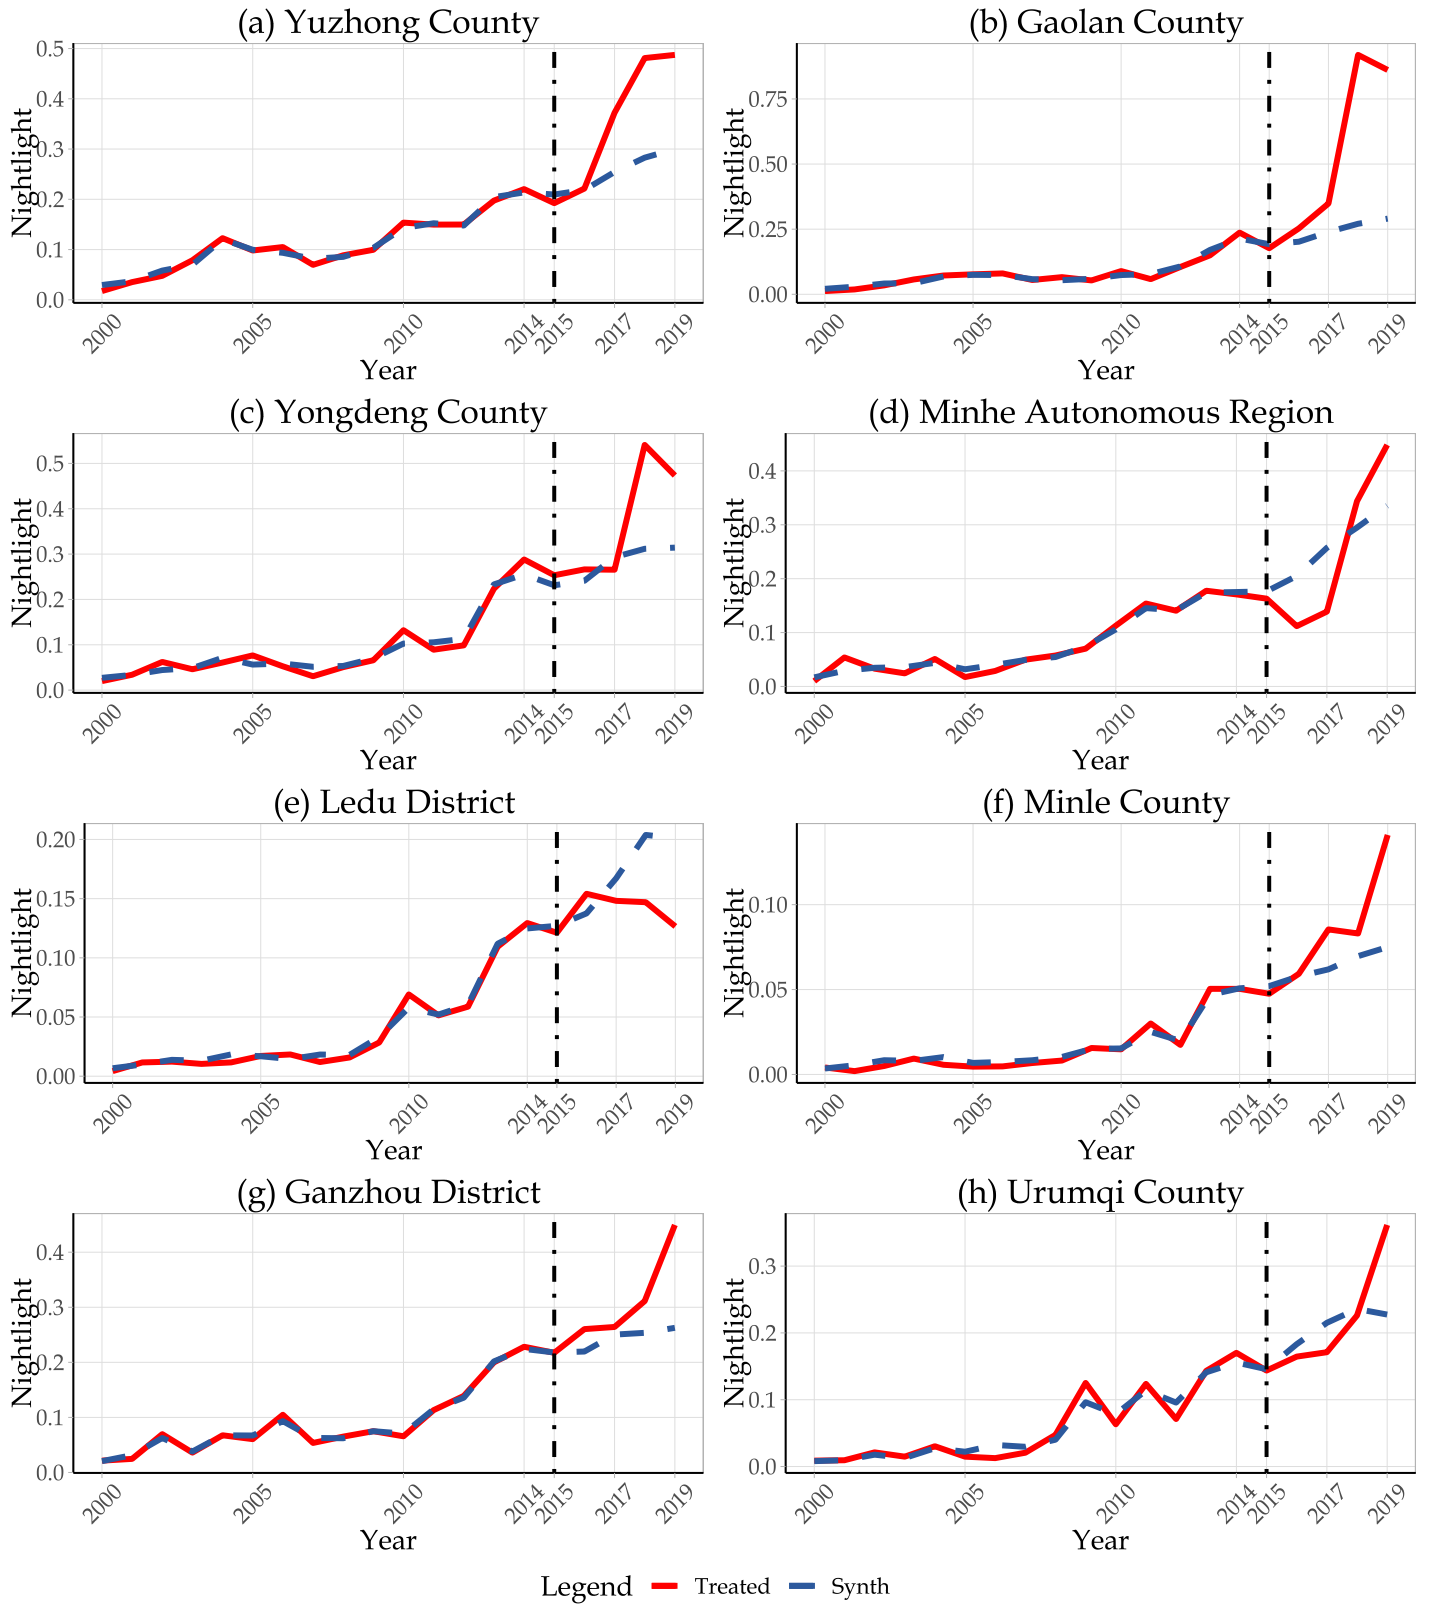 (a) Yuzhong County
Nightlight
0.5
0.4
0.3
0.2
0.1
0.0
2000 2005 2010 2014 2015 2017 2019
Year
(b) Gaolan County
Nightlight
0.75
0.50
0.25
0.00
2000 2005 2010 2014 2015 2017 2019
Year
(c) Yongdeng County
Nightlight
0.5
0.4
0.3
0.2
0.1
0.0
2000 2005 2010 2014 2015 2017 2019
Year
(d) Minhe Autonomous Region
Nightlight
0.4
0.3
0.2
0.1
0.0
2000 2005 2010 2014 2015 2017 2019
Year
(e) Ledu District
Nightlight
0.20
0.15
0.10
0.05
0.00
2000 2005 2010 2014 2015 2017 2019
Year
(f) Minle County
Nightlight
0.10
0.05
0.00
2000 2005 2010 2014 2015 2017 2019
Year
(g) Ganzhou District
Nightlight
0.4
0.3
0.2
0.1
0.0
2000 2005 2010 2014 2015 2017 2019
Year
(h) Urumqi County
Nightlight
0.3
0.2
0.1
0.0
2000 2005 2010 2014 2015 2017 2019
Year
Legend Treated Synth